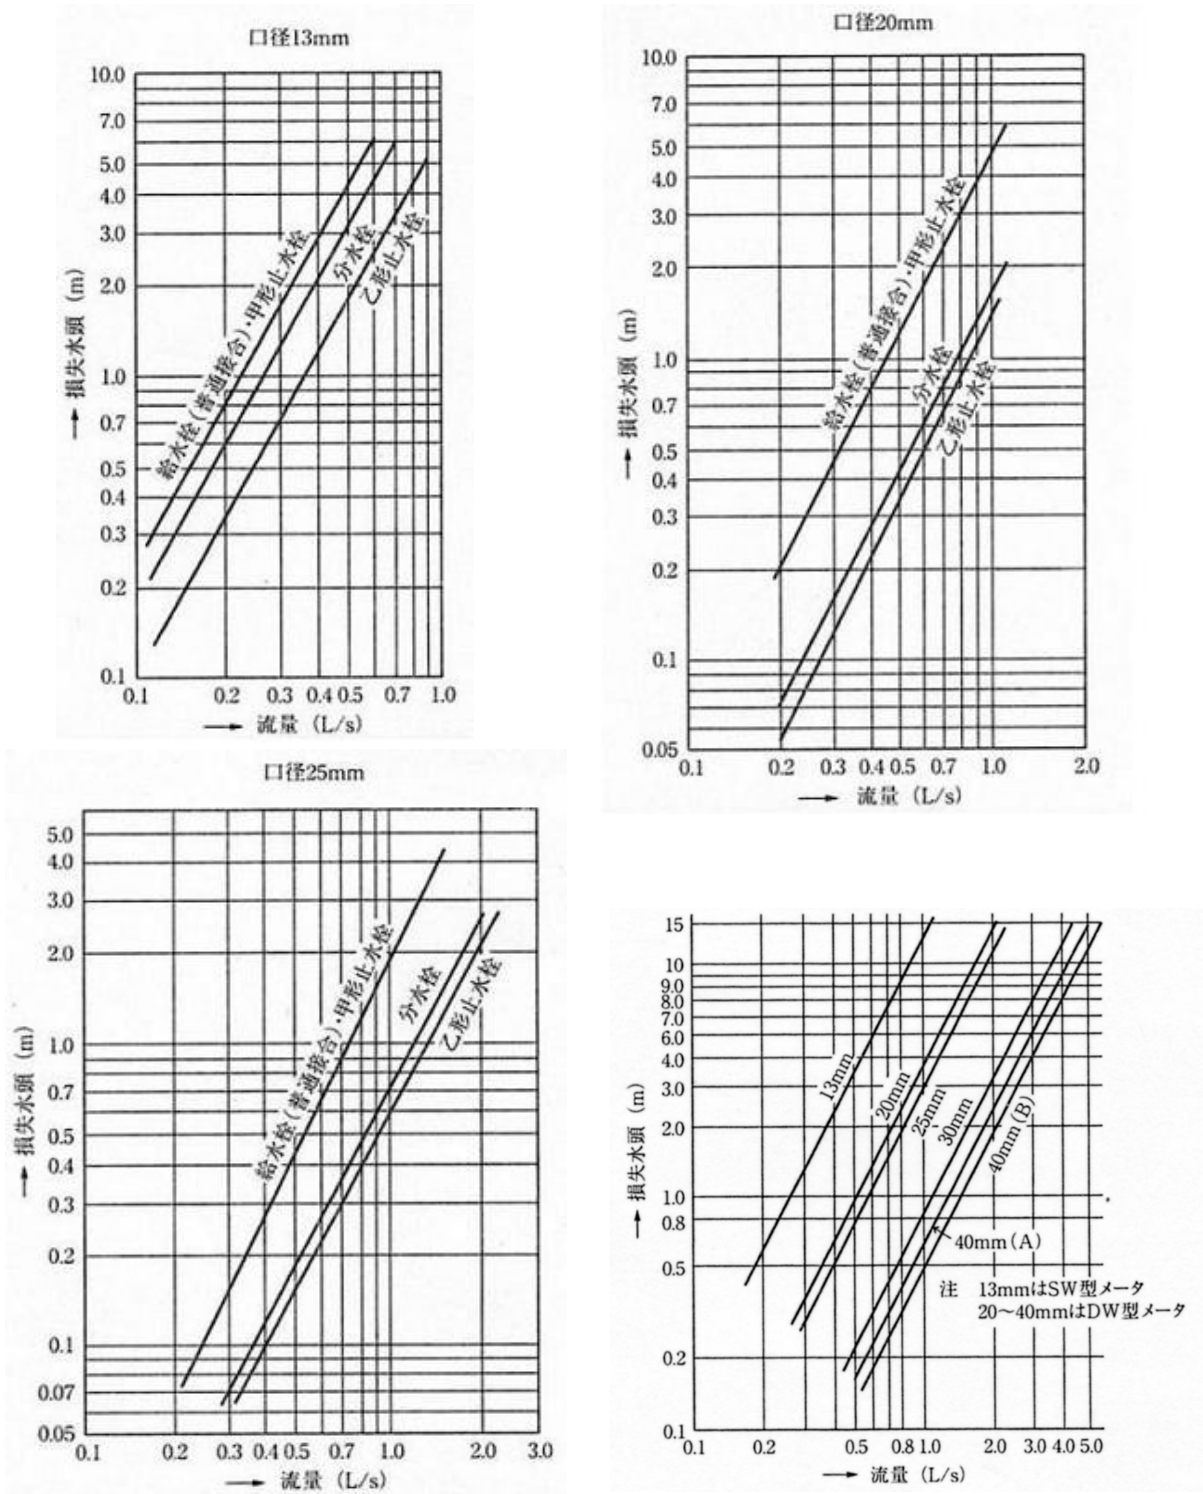 口径13mm
10.0
7.0
5.0
4.0
3.0
2.0
1.0
0.7
0.5
0.4
0.3
0.2
0.1
→ 損失水頭 (m)
給水栓(普通接合)・甲形止水栓
分水栓
乙形止水栓
0.1 0.2 0.3 0.4 0.5 0.7 1.0
→ 流量 (L/s)
口径20mm
10.0
7.0
5.0
4.0
3.0
2.0
1.0
0.7
0.5
0.4
0.3
0.2
0.1
0.05
→ 損失水頭 (m)
給水栓(普通接合)・甲形止水栓
分水栓
乙形止水栓
0.1 0.2 0.3 0.4 0.5 0.7 1.0 2.0
→ 流量 (L/s)
口径25mm
5.0
4.0
3.0
2.0
1.0
0.7
0.5
0.4
0.3
0.2
0.1
0.07
0.05
→ 損失水頭 (m)
給水栓(普通接合)・甲形止水栓
分水栓
乙形止水栓
0.1 0.2 0.3 0.4 0.5 0.7 1.0 2.0 3.0
→ 流量 (L/s)
15
10
9.0
8.0
7.0
6.0
4.0
3.0
2.0
1.0
0.8
0.5
0.2
0.1
→ 損失水頭 (m)
13mm
20mm
25mm
30mm
40mm(B)
40mm(A)
注 13mmはSW型メータ
20〜40mmはDW型メータ
0.1 0.2 0.5 0.8 1.0 2.0 3.0 4.0 5.0
→ 流量 (L/s)